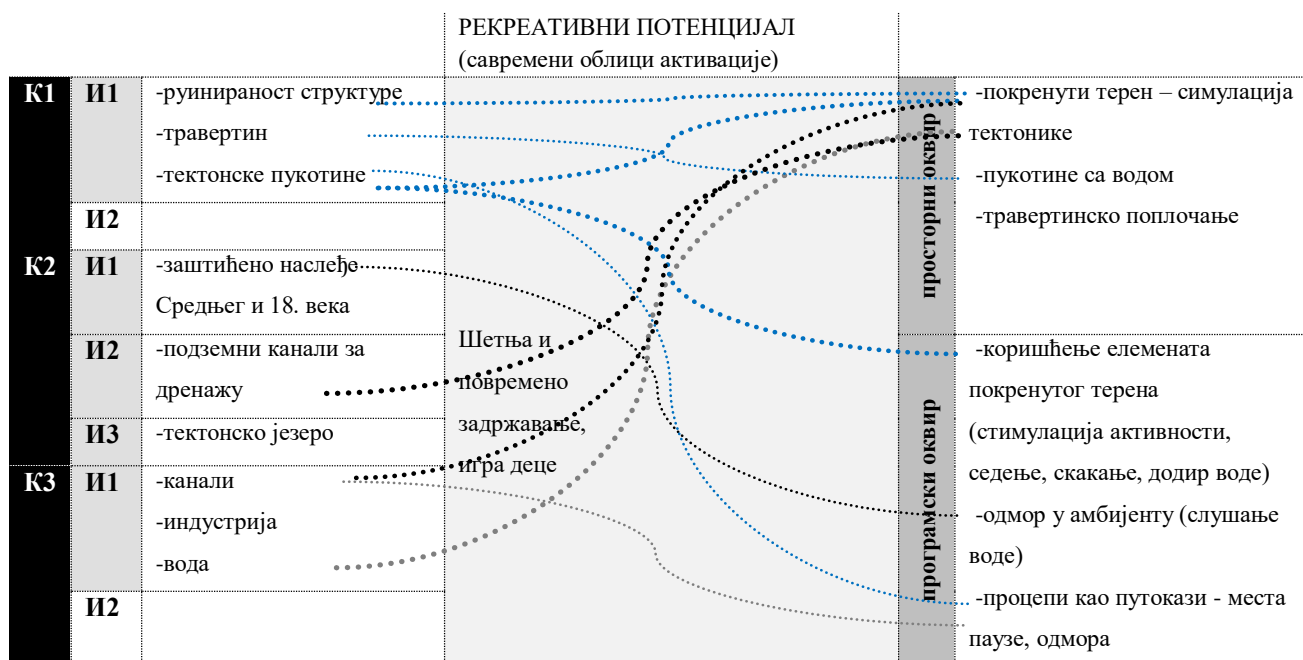 РЕКРЕАТИВНИ ПОТЕНЦИЈАЛ
(савремени облици активације)
К1
И1
-руинираност структуре
-травертин
-тектонске пукотине
И2
К2
И1
-заштићено наслеђе
Средњег и 18. века
И2
-подземни канали за
дренажу
И3
-тектонско језеро
К3
И1
-канали
-индустрија
-вода
И2
Шетња и
повремено
задржавање,
игра деце
просторни оквир
-покренути терен – симулација
тектонике
-пукотине са водом
-травертинско поплочање
програмски оквир
-коришћење елемената
покренутог терена
(стимулација активности,
седење, скакање, додир воде)
-одмор у амбијенту (слушање
воде)
-процепи као путокази - места
паузе, одмора